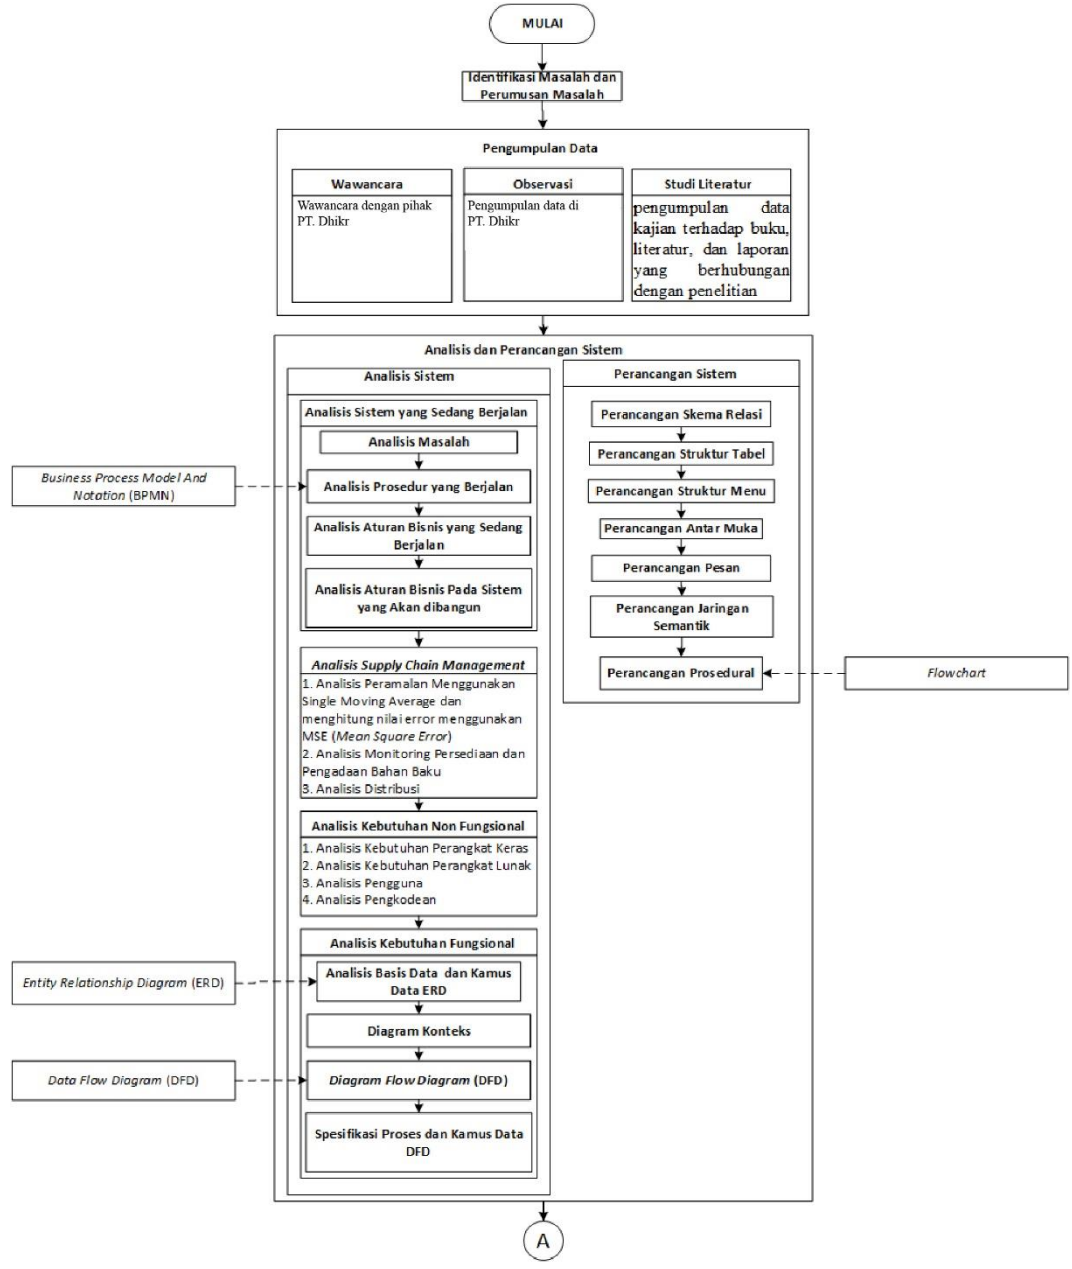 MULAI
Identifikasi Masalah dan
Perumusan Masalah
Pengumpulan Data
Wawancara
Wawancara dengan pihak
PT. Dhikr
Observasi
Pengumpulan data di
PT. Dhikr
Studi Literatur
pengumpulan data
kajian terhadap buku,
literatur, dan laporan
yang berhubungan
dengan penelitian
Analisis dan Perancangan Sistem
Analisis Sistem
Analisis Sistem yang Sedang Berjalan
Analisis Masalah
Business Process Model And
Notation (BPMN)
Analisis Prosedur yang Berjalan
Analisis Aturan Bisnis yang Sedang
Berjalan
Analisis Aturan Bisnis Pada Sistem
yang Akan dibangun
Analisis Supply Chain Management
1. Analisis Peramalan Menggunakan
Single Moving Average dan
menghitung nilai error menggunakan
MSE (Mean Square Error)
2. Analisis Monitoring Persediaan dan
Pengadaan Bahan Baku
3. Analisis Distribusi
Analisis Kebutuhan Non Fungsional
1. Analisis Kebutuhan Perangkat Keras
2. Analisis Kebutuhan Perangkat Lunak
3. Analisis Pengguna
4. Analisis Pengkodean
Analisis Kebutuhan Fungsional
Entity Relationship Diagram (ERD)
Analisis Basis Data dan Kamus
Data ERD
Diagram Konteks
Data Flow Diagram (DFD)
Diagram Flow Diagram (DFD)
Spesifikasi Proses dan Kamus Data
DFD
Perancangan Sistem
Perancangan Skema Relasi
Perancangan Struktur Tabel
Perancangan Struktur Menu
Perancangan Antar Muka
Perancangan Pesan
Perancangan Jaringan
Semantik
Perancangan Prosedural
Flowchart
A